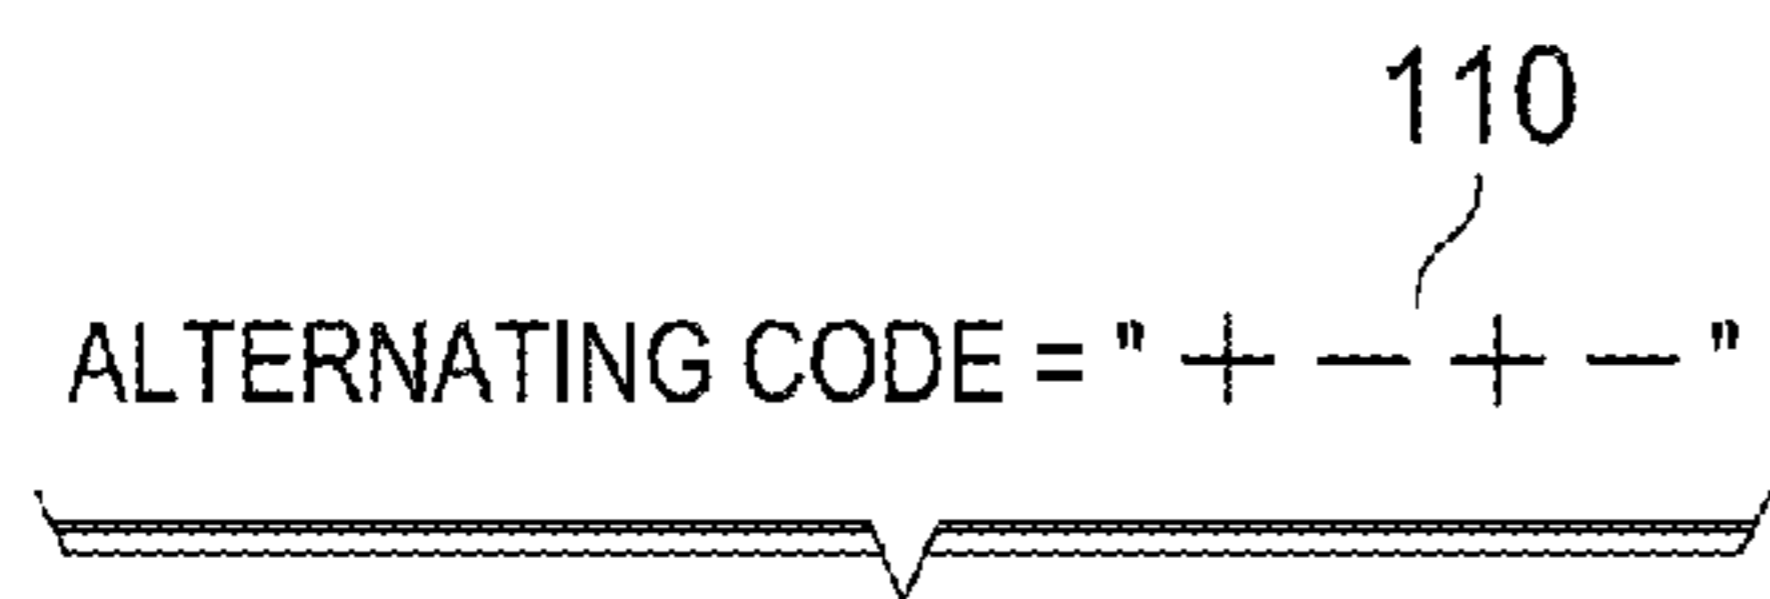 110
ALTERNATING CODE = " + − + − "